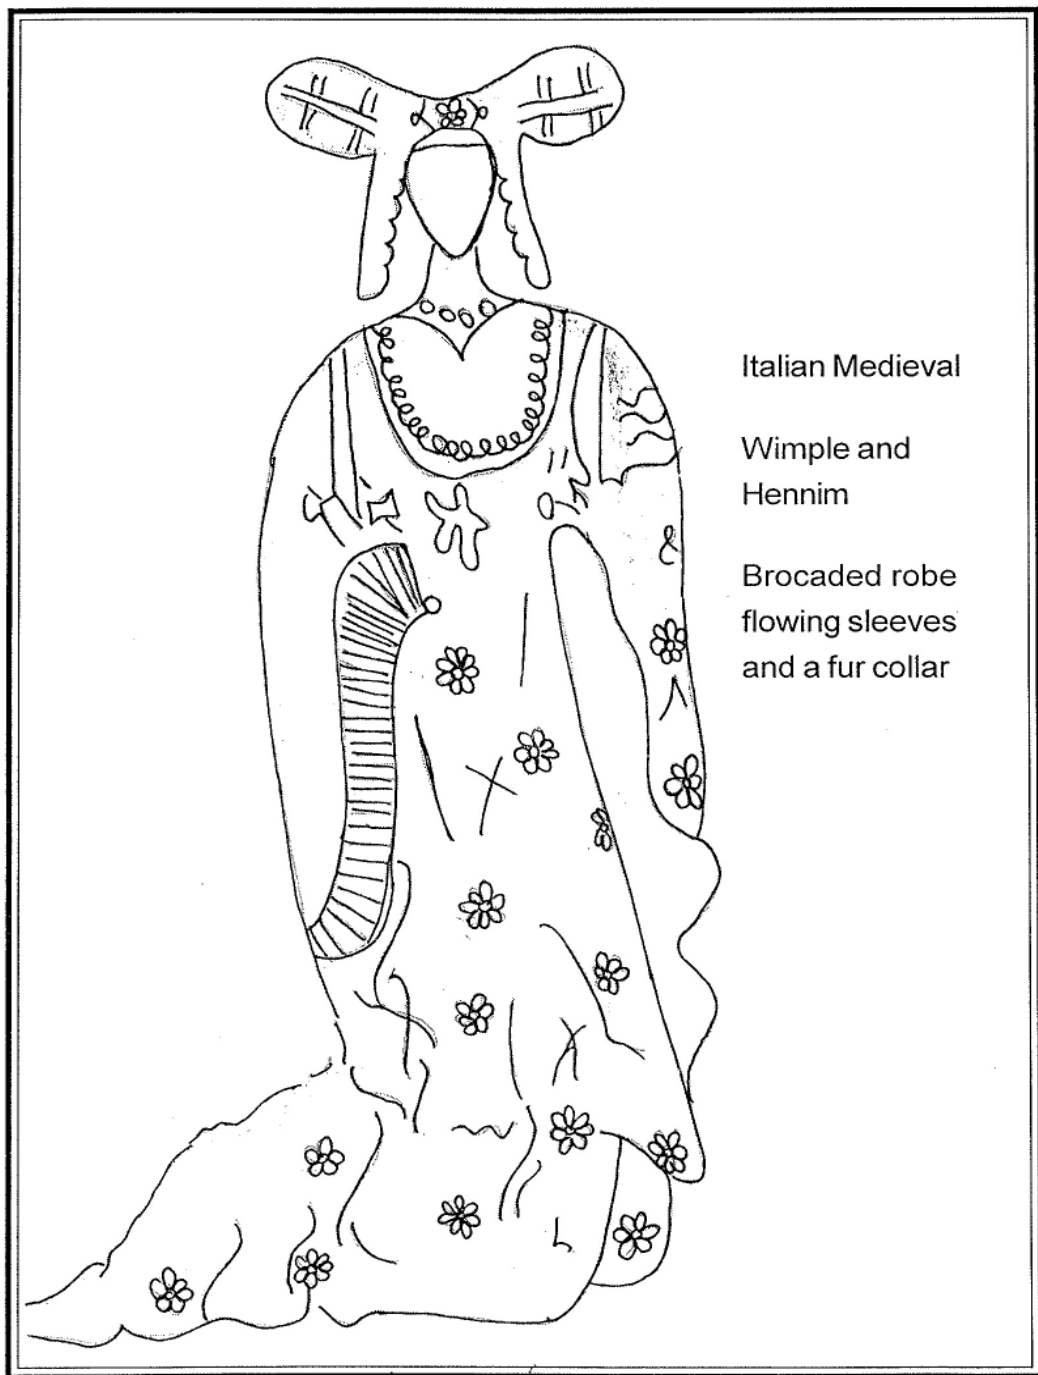 Italian Medieval
Wimple and
Hennim
Brocaded robe
flowing sleeves
and a fur collar